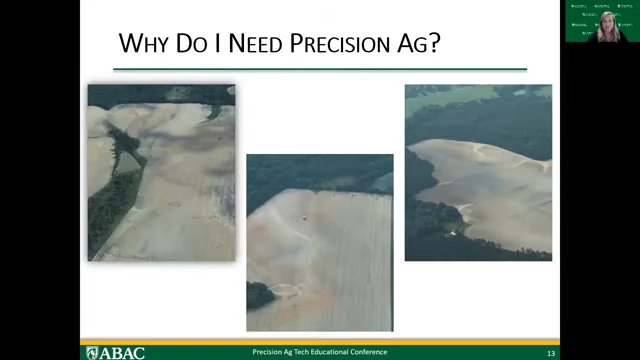 WHY DO I NEED PRECISION AG?
ABAC
Precision Ag Tech Educational Conference
13